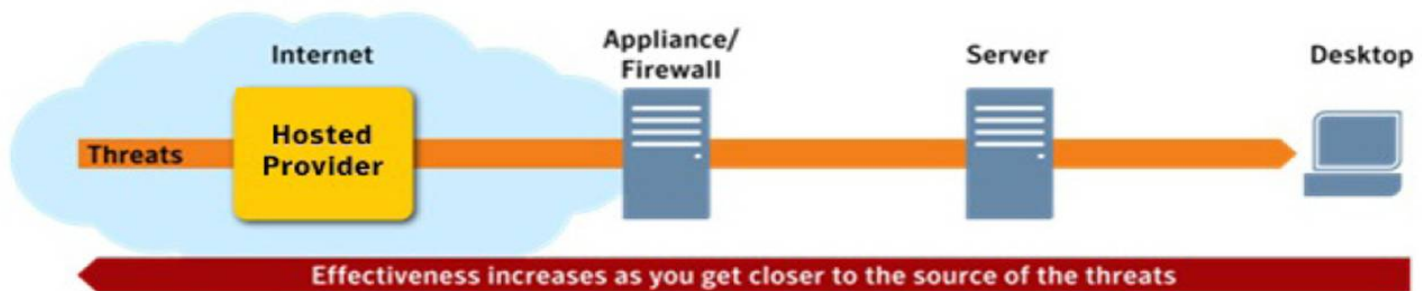 Internet
Appliance/
Firewall
Server
Desktop
Threats
Hosted
Provider
Effectiveness increases as you get closer to the source of the threats